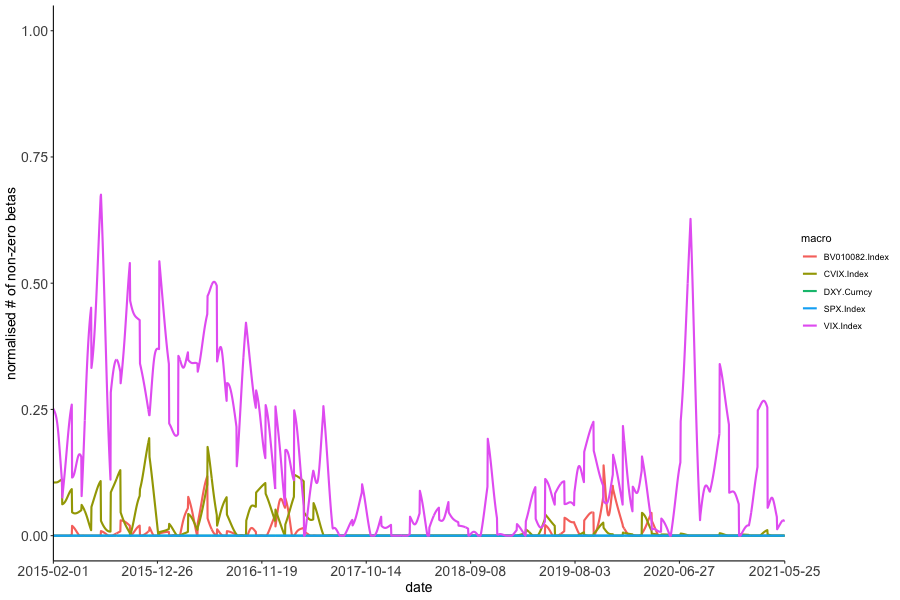 1.00
0.75
0.50
0.25
0.00
normalised # of non-zero betas
2015-02-01 2015-12-26 2016-11-19 2017-10-14 2018-09-08 2019-08-03 2020-06-27 2021-05-25
date
macro
BV010082.Index
CVIX.Index
DXY.Curncy
SPX.Index
VIX.Index